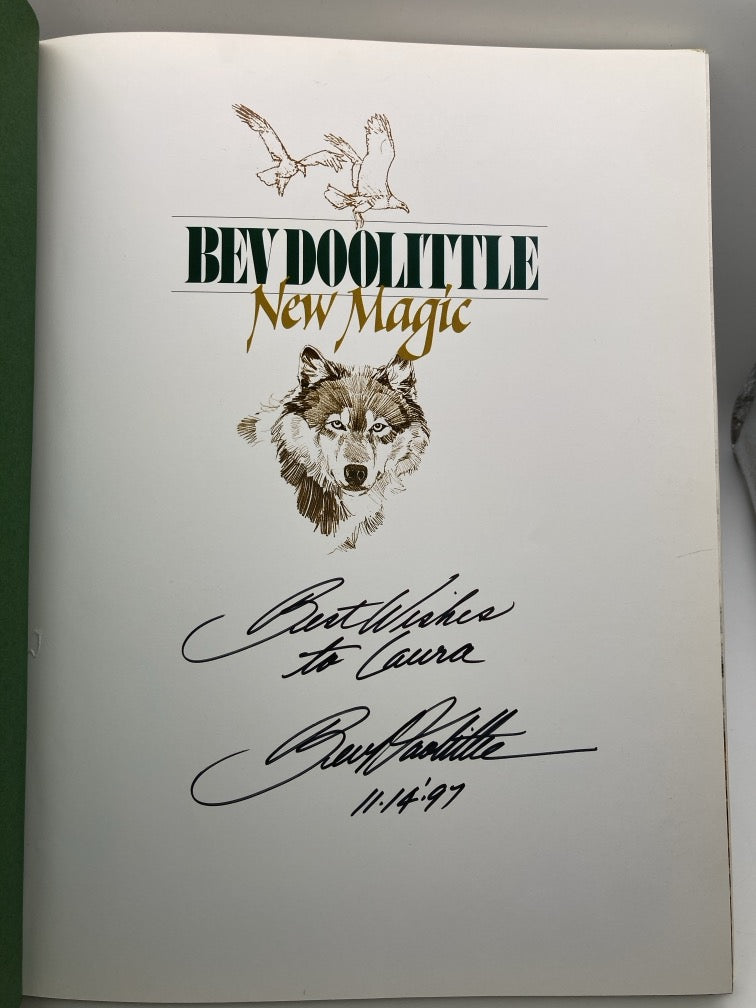 BEV DOOLITTLE
New Magic
Best Wishes
to Laura
Bev Doolittle
11·14·'97